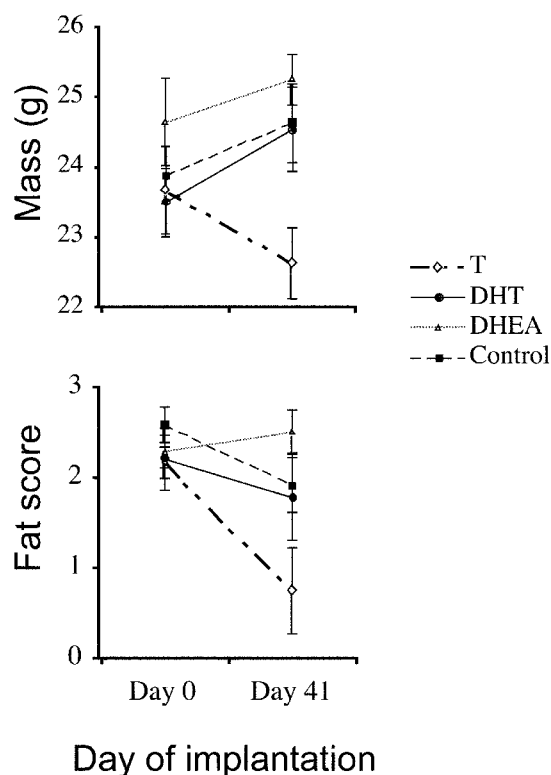 Mass (g)
26
25
24
23
22
T
DHT
DHEA
Control
Fat score
3
2
1
0
Day 0 Day 41
Day of implantation